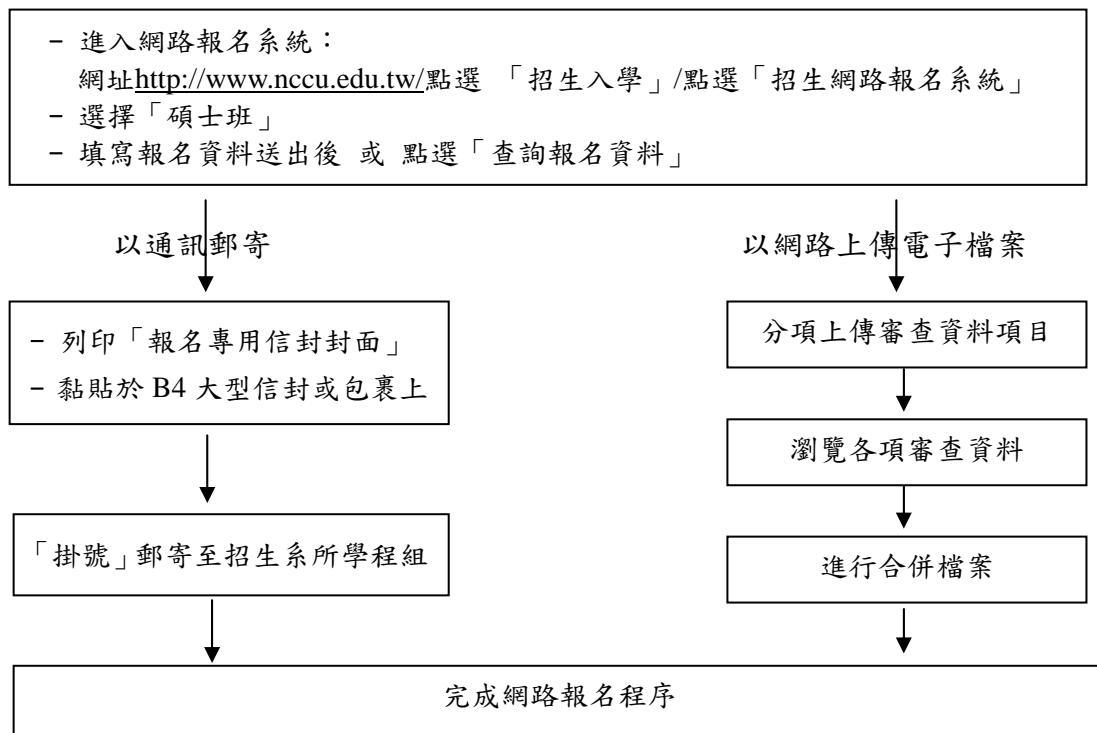 – 進入網路報名系統：
網址http://www.nccu.edu.tw/點選 「招生入學」/點選「招生網路報名系統」
– 選擇「碩士班」
– 填寫報名資料送出後 或 點選「查詢報名資料」
以通訊郵寄
以網路上傳電子檔案
– 列印「報名專用信封封面」
– 黏貼於 B4 大型信封或包裹上
「掛號」郵寄至招生系所學程組
分項上傳審查資料項目
瀏覽各項審查資料
進行合併檔案
完成網路報名程序